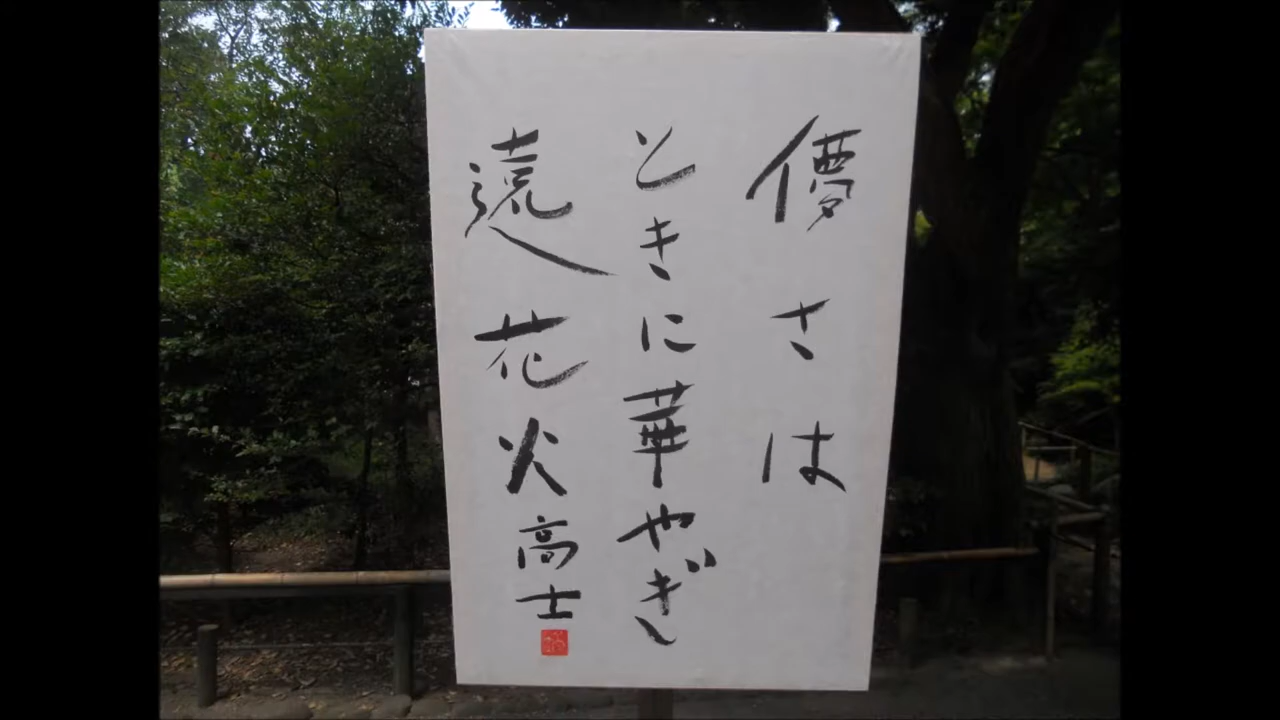 儚さは
ときに華やぎ
遠花火 高士